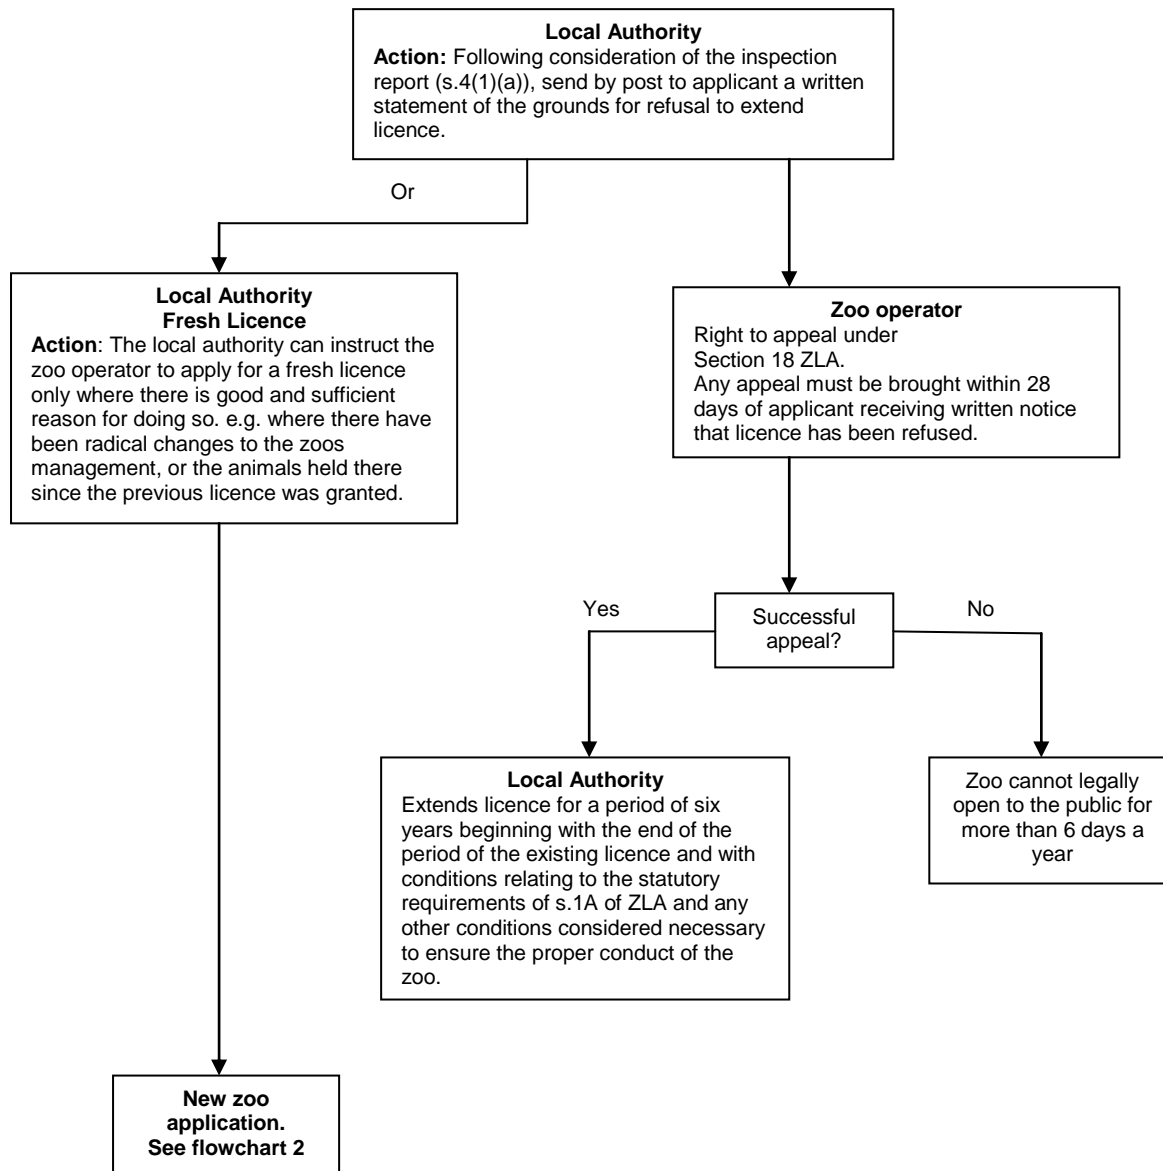 Local Authority
Action: Following consideration of the inspection
report (s.4(1)(a)), send by post to applicant a written
statement of the grounds for refusal to extend
licence.
Or
Local Authority
Fresh Licence
Action: The local authority can instruct the
zoo operator to apply for a fresh licence
only where there is good and sufficient
reason for doing so. e.g. where there have
been radical changes to the zoos
management, or the animals held there
since the previous licence was granted.
Zoo operator
Right to appeal under
Section 18 ZLA.
Any appeal must be brought within 28
days of applicant receiving written notice
that licence has been refused.
Successful
appeal?
Yes
No
Local Authority
Extends licence for a period of six
years beginning with the end of the
period of the existing licence and with
conditions relating to the statutory
requirements of s.1A of ZLA and any
other conditions considered necessary
to ensure the proper conduct of the
zoo.
Zoo cannot legally
open to the public for
more than 6 days a
year
New zoo
application.
See flowchart 2